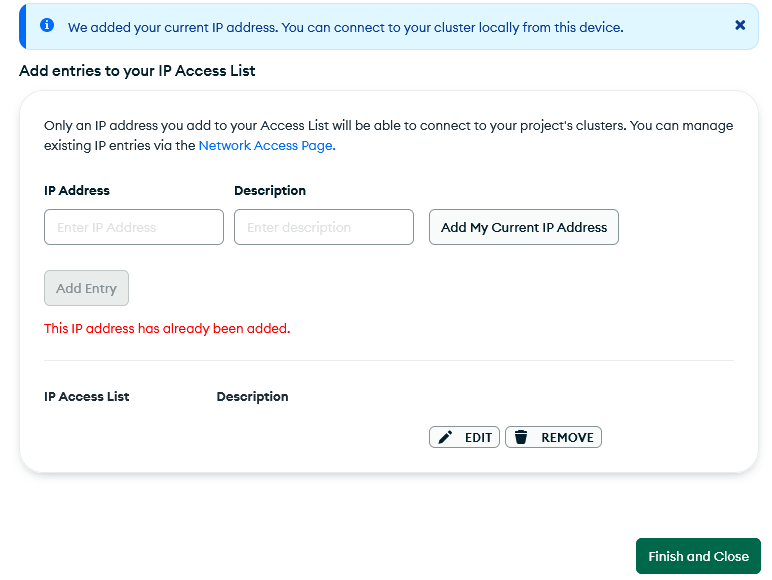 We added your current IP address. You can connect to your cluster locally from this device.
Add entries to your IP Access List
Only an IP address you add to your Access List will be able to connect to your project's clusters. You can manage
existing IP entries via the Network Access Page.
IP Address Description
Enter IP Address Enter description Add My Current IP Address
Add Entry
This IP address has already been added.
IP Access List Description
EDIT REMOVE
Finish and Close